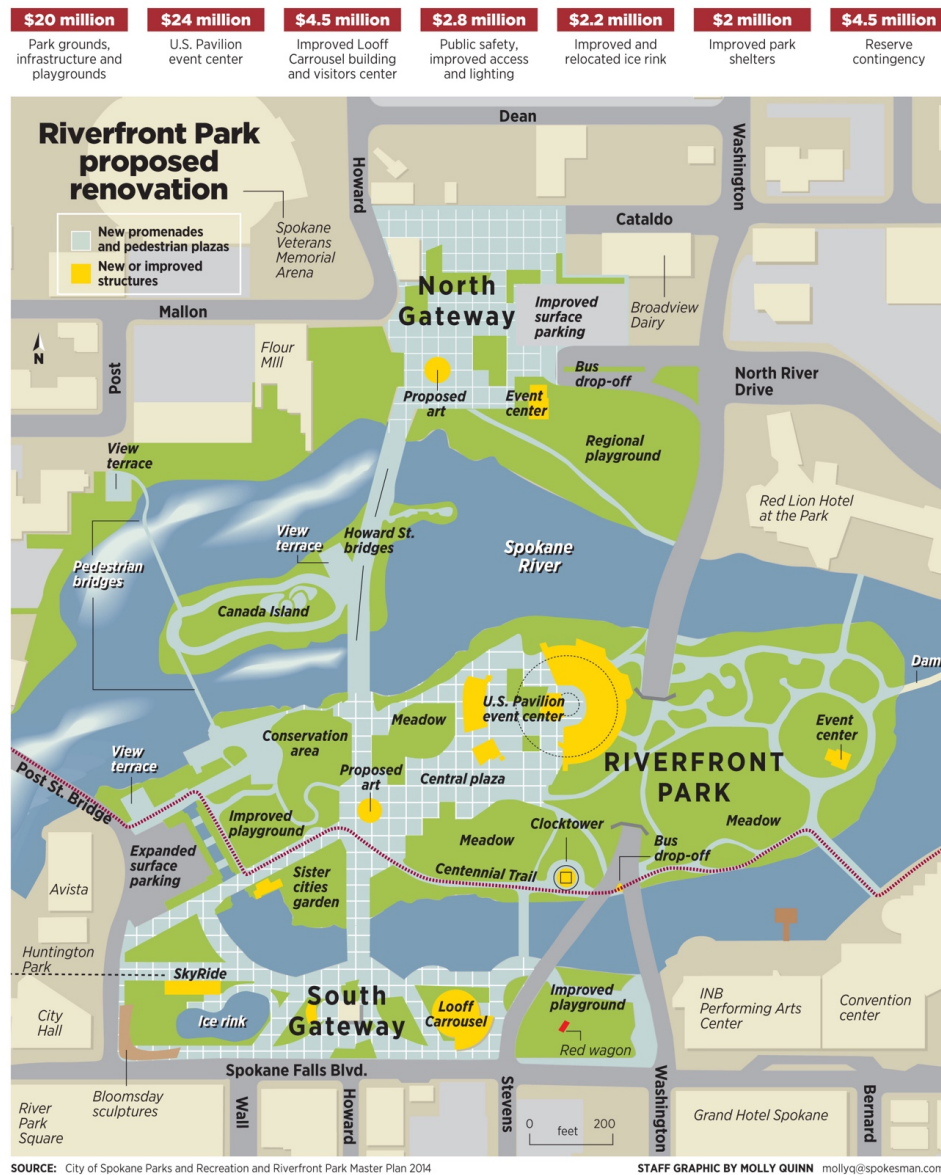 $20 million
Park grounds,
infrastructure and
playgrounds
$24 million
U.S. Pavilion
event center
$4.5 million
Improved Looff
Carrousel building
and visitors center
$2.8 million
Public safety,
improved access
and lighting
$2.2 million
Improved and
relocated ice rink
$2 million
Improved park
shelters
$4.5 million
Reserve
contingency
Riverfront Park
proposed
renovation
New promenades
and pedestrian plazas
New or improved
structures
Spokane
Veterans
Memorial
Arena
Dean
Howard
Washington
Cataldo
Mallon
North
Gateway
Improved
surface
parking
Broadview
Dairy
N
Post
Flour
Mill
Proposed
art
Event
center
Bus
drop-off
North River
Drive
Regional
playground
View
terrace
Red Lion Hotel
at the Park
View
terrace
Howard St.
bridges
Spokane
River
Pedestrian
bridges
Canada Island
Dam
U.S. Pavilion
event center
Meadow
Conservation
area
Event
center
View
terrace
Post St. Bridge
Proposed
art
Central plaza
RIVERFRONT
PARK
Improved
playground
Meadow
Clocktower
Meadow
Bus
drop-off
Expanded
surface
parking
Sister
cities
garden
Centennial Trail
Avista
Huntington
Park
SkyRide
City
Hall
Ice rink
South
Gateway
Looff
Carrousel
Improved
playground
Red wagon
INB
Performing Arts
Center
Convention
center
Spokane Falls Blvd.
Bloomsday
sculptures
River
Park
Square
Wall
Howard
Stevens
0 feet 200
Washington
Grand Hotel Spokane
Bernard
SOURCE: City of Spokane Parks and Recreation and Riverfront Park Master Plan 2014
STAFF GRAPHIC BY MOLLY QUINN mollyq@spokesman.com